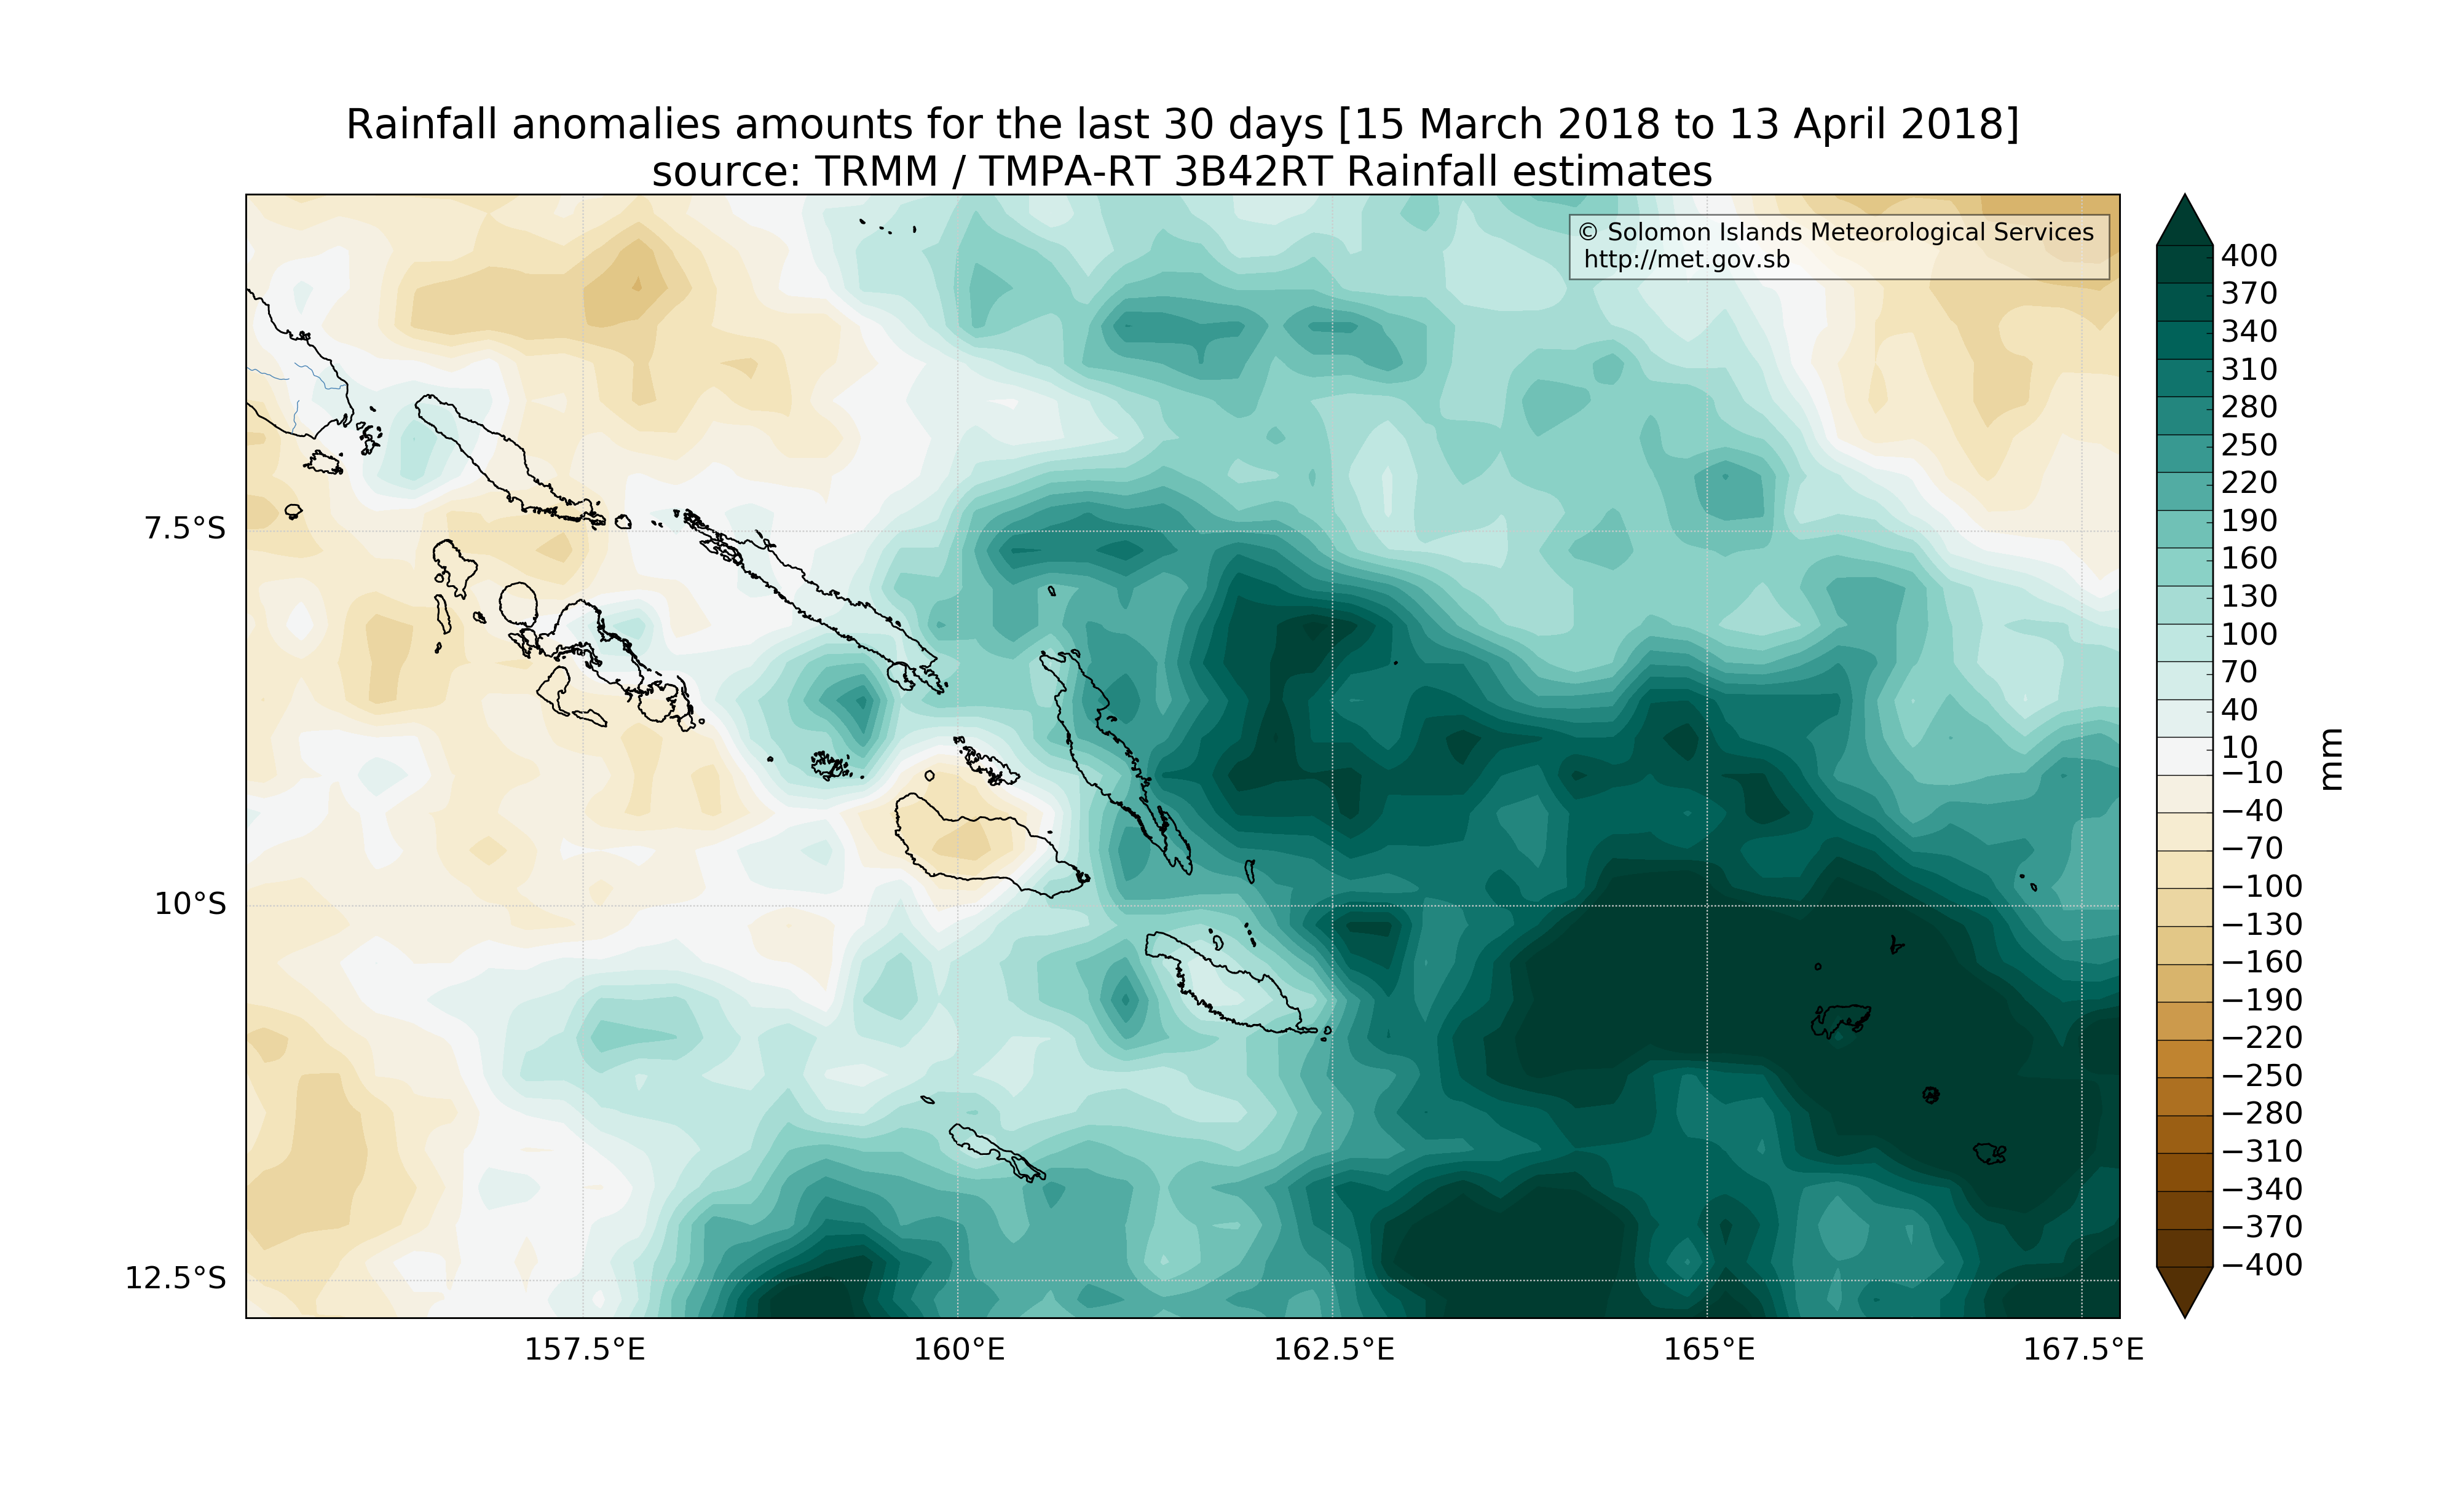 Rainfall anomalies amounts for the last 30 days [15 March 2018 to 13 April 2018]
source: TRMM / TMPA-RT 3B42RT Rainfall estimates
© Solomon Islands Meteorological Services
http://met.gov.sb
7.5°S
10°S
12.5°S
157.5°E
160°E
162.5°E
165°E
167.5°E
400
370
340
310
280
250
220
190
160
130
100
70
40
10
−10
−40
−70
−100
−130
−160
−190
−220
−250
−280
−310
−340
−370
−400
mm